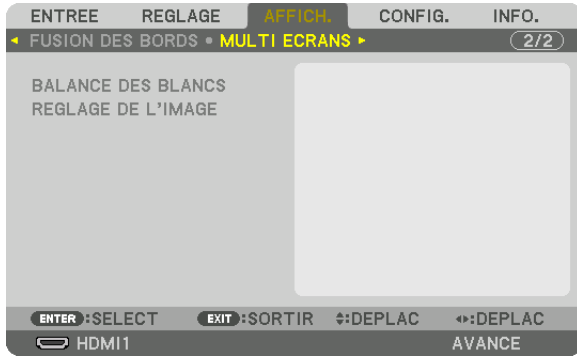 ENTREE REGLAGE AFFICH. CONFIG. INFO.
FUSION DES BORDS • MULTI ECRANS 2/2
BALANCE DES BLANCS
REGLAGE DE L'IMAGE
ENTER :SELECT EXIT :SORTIR :DEPLAC :DEPLAC
HDMI1 AVANCE